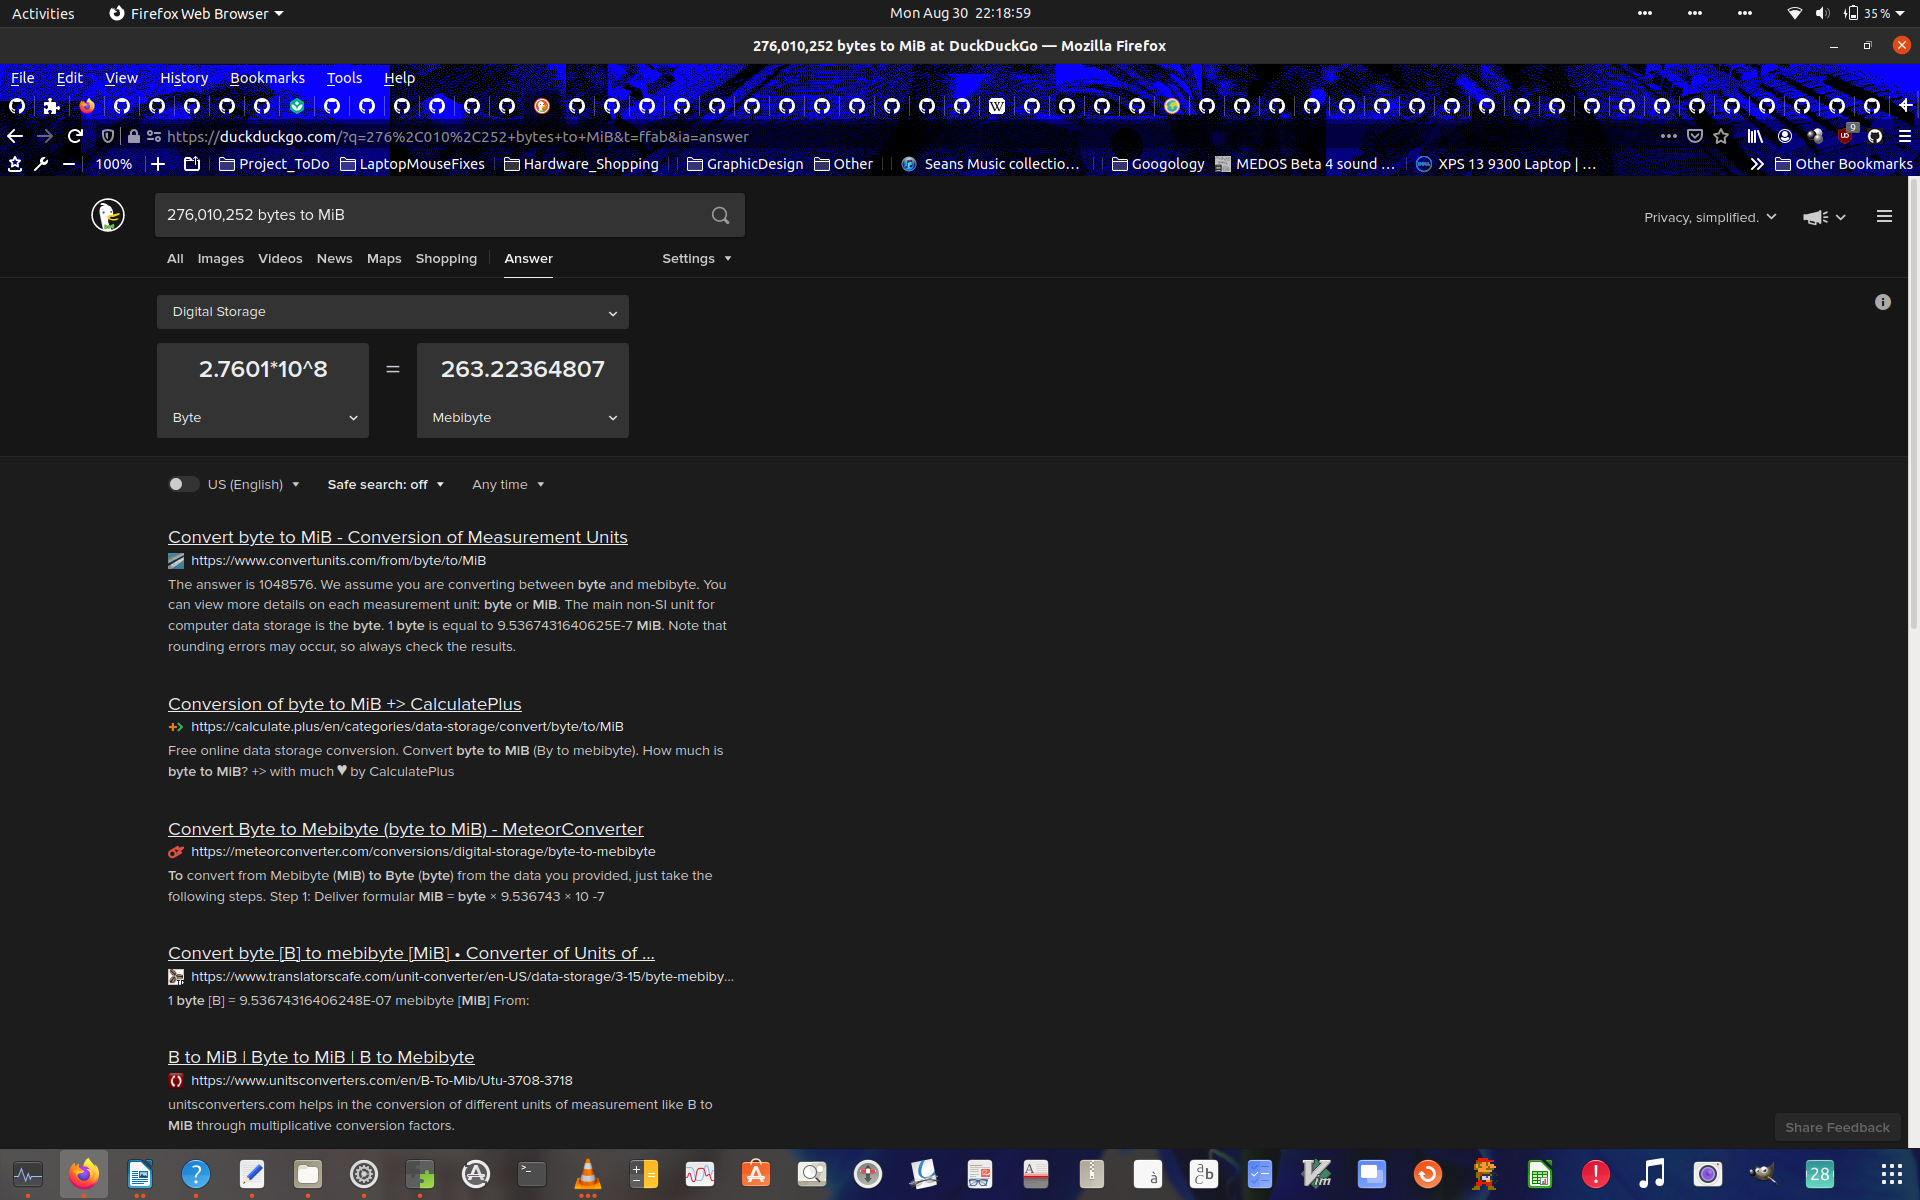 Activities
Firefox Web Browser
Mon Aug 30 22:18:59
35 %
276,010,252 bytes to MiB at DuckDuckGo — Mozilla Firefox
File Edit View History Bookmarks Tools Help
https://duckduckgo.com/?q=276%2C010%2C252+bytes+to+MiB&t=ffab&ia=answer
9
100%
Project_ToDo
LaptopMouseFixes
Hardware_Shopping
GraphicDesign
Other
Seans Music collectio…
Googology
MEDOS Beta 4 sound …
XPS 13 9300 Laptop | …
Other Bookmarks
276,010,252 bytes to MiB
Privacy, simplified.
All Images Videos News Maps Shopping Answer Settings
Digital Storage
2.7601*10^8 = 263.22364807
Byte Mebibyte
US (English) Safe search: off Any time
Convert byte to MiB - Conversion of Measurement Units
https://www.convertunits.com/from/byte/to/MiB
The answer is 1048576. We assume you are converting between byte and mebibyte. You
can view more details on each measurement unit: byte or MiB. The main non-SI unit for
computer data storage is the byte. 1 byte is equal to 9.5367431640625E-7 MiB. Note that
rounding errors may occur, so always check the results.
Conversion of byte to MiB +> CalculatePlus
https://calculate.plus/en/categories/data-storage/convert/byte/to/MiB
Free online data storage conversion. Convert byte to MiB (By to mebibyte). How much is
byte to MiB? +> with much ♥ by CalculatePlus
Convert Byte to Mebibyte (byte to MiB) - MeteorConverter
https://meteorconverter.com/conversions/digital-storage/byte-to-mebibyte
To convert from Mebibyte (MiB) to Byte (byte) from the data you provided, just take the
following steps. Step 1: Deliver formular MiB = byte × 9.536743 × 10 -7
Convert byte [B] to mebibyte [MiB] • Converter of Units of ...
https://www.translatorscafe.com/unit-converter/en-US/data-storage/3-15/byte-mebiby...
1 byte [B] = 9.53674316406248E-07 mebibyte [MiB] From:
B to MiB | Byte to MiB | B to Mebibyte
https://www.unitsconverters.com/en/B-To-Mib/Utu-3708-3718
unitsconverters.com helps in the conversion of different units of measurement like B to
MiB through multiplicative conversion factors.
Share Feedback
28